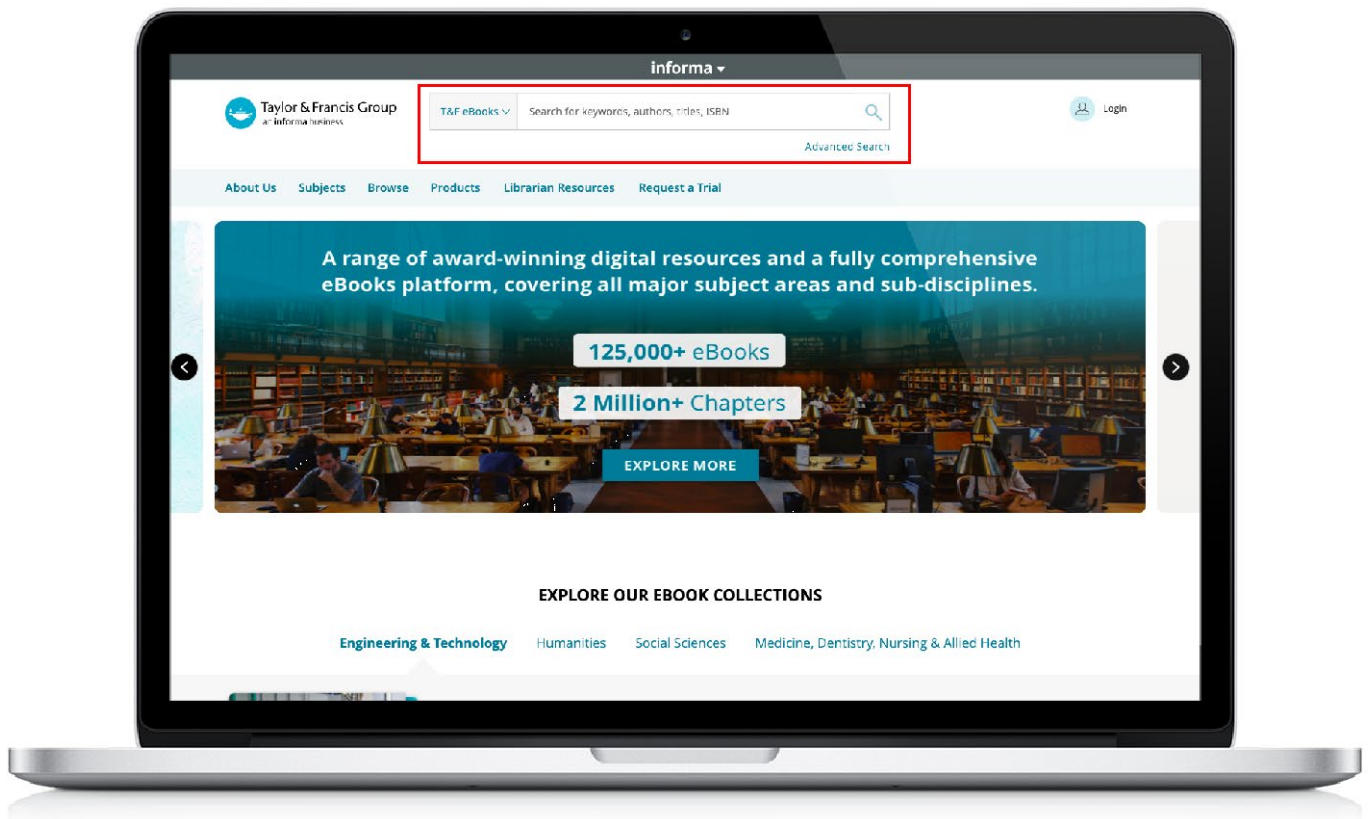 informa
Taylor & Francis Group
an informa business
T&F eBooks
Search for keywords, authors, titles, ISBN
Login
Advanced Search
About Us Subjects Browse Products Librarian Resources Request a Trial
A range of award-winning digital resources and a fully comprehensive
eBooks platform, covering all major subject areas and sub-disciplines.
125,000+ eBooks
2 Million+ Chapters
EXPLORE MORE
EXPLORE OUR EBOOK COLLECTIONS
Engineering & Technology Humanities Social Sciences Medicine, Dentistry, Nursing & Allied Health